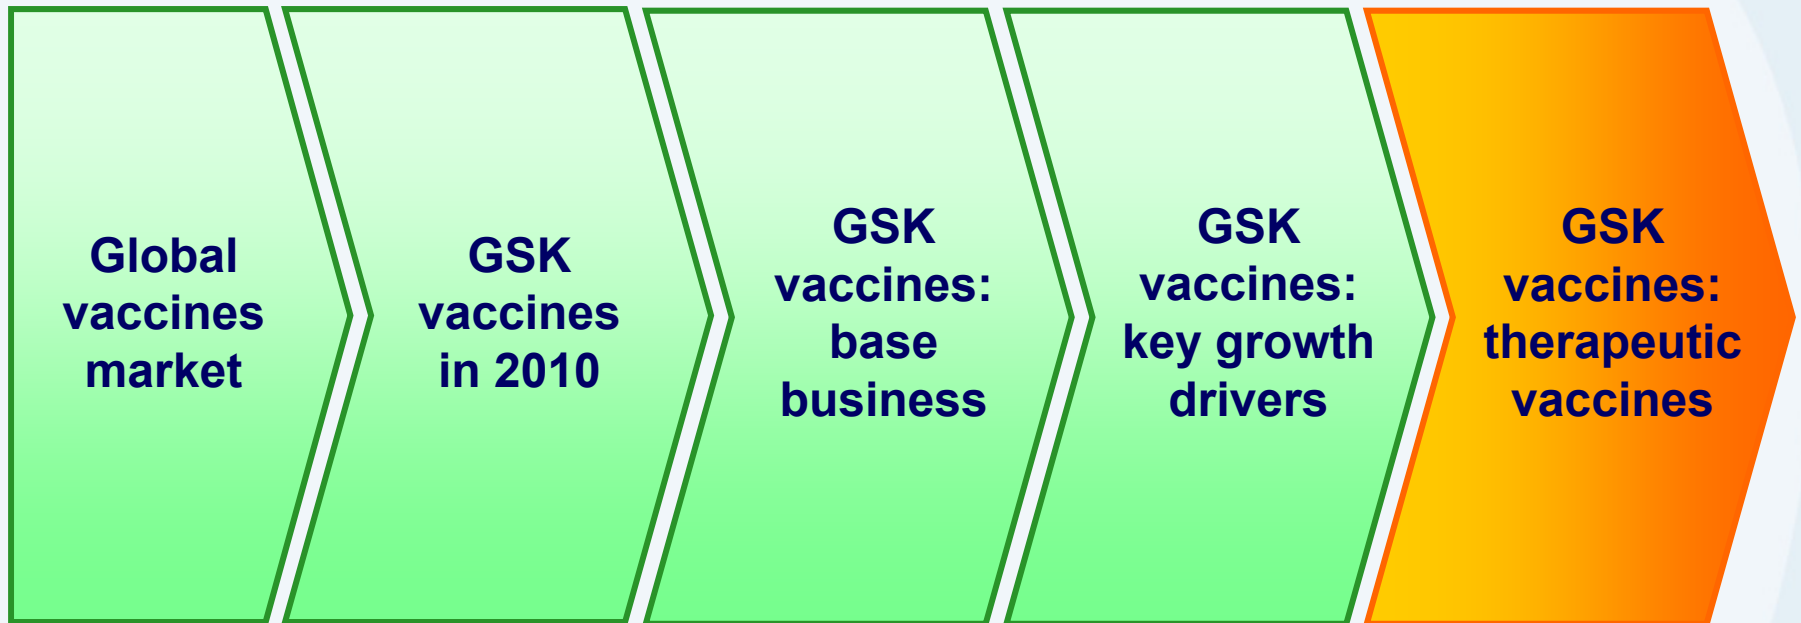 Global
vaccines
market
GSK
vaccines
in 2010
GSK
vaccines:
base
business
GSK
vaccines:
key growth
drivers
GSK
vaccines:
therapeutic
vaccines